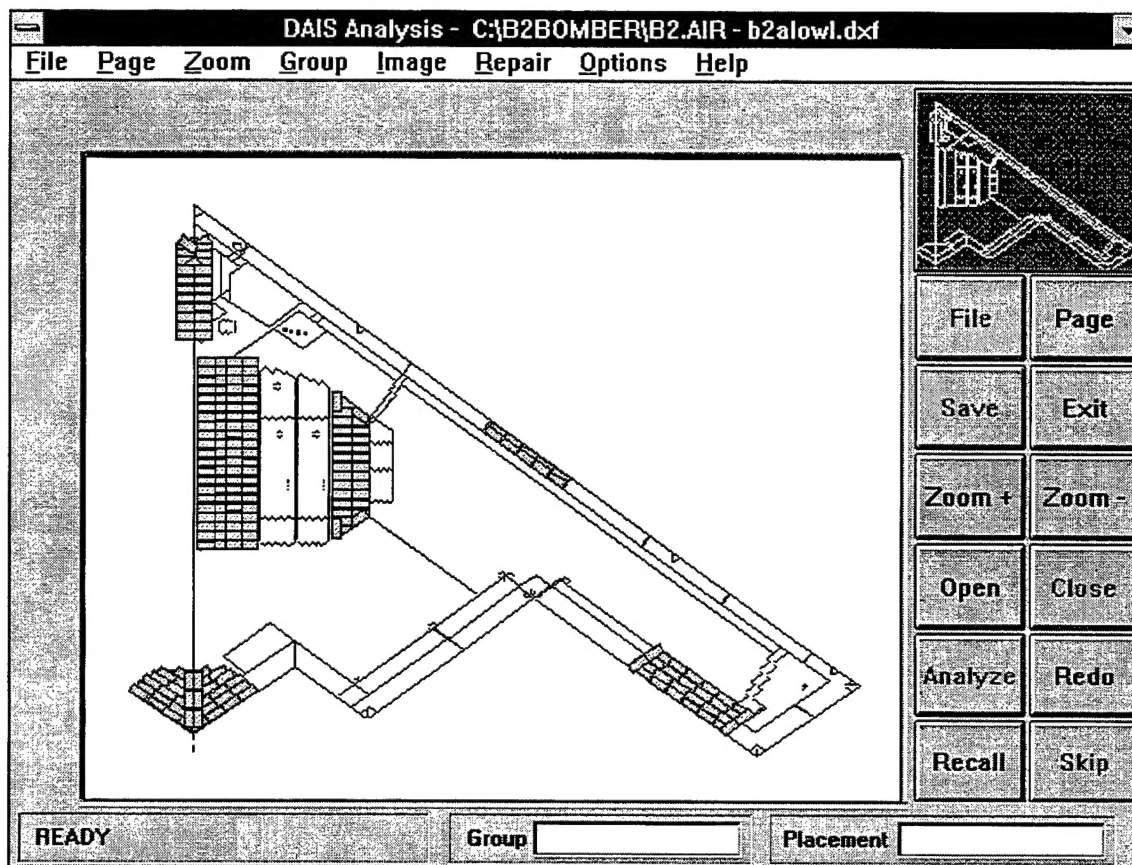 DAIS Analysis - C:\B2BOMBER\B2.AIR - b2alowl.dxf
File Page Zoom Group Image Repair Options Help
File Page
Save Exit
Zoom + Zoom -
Open Close
Analyze Redo
Recall Skip
READY Group Placement